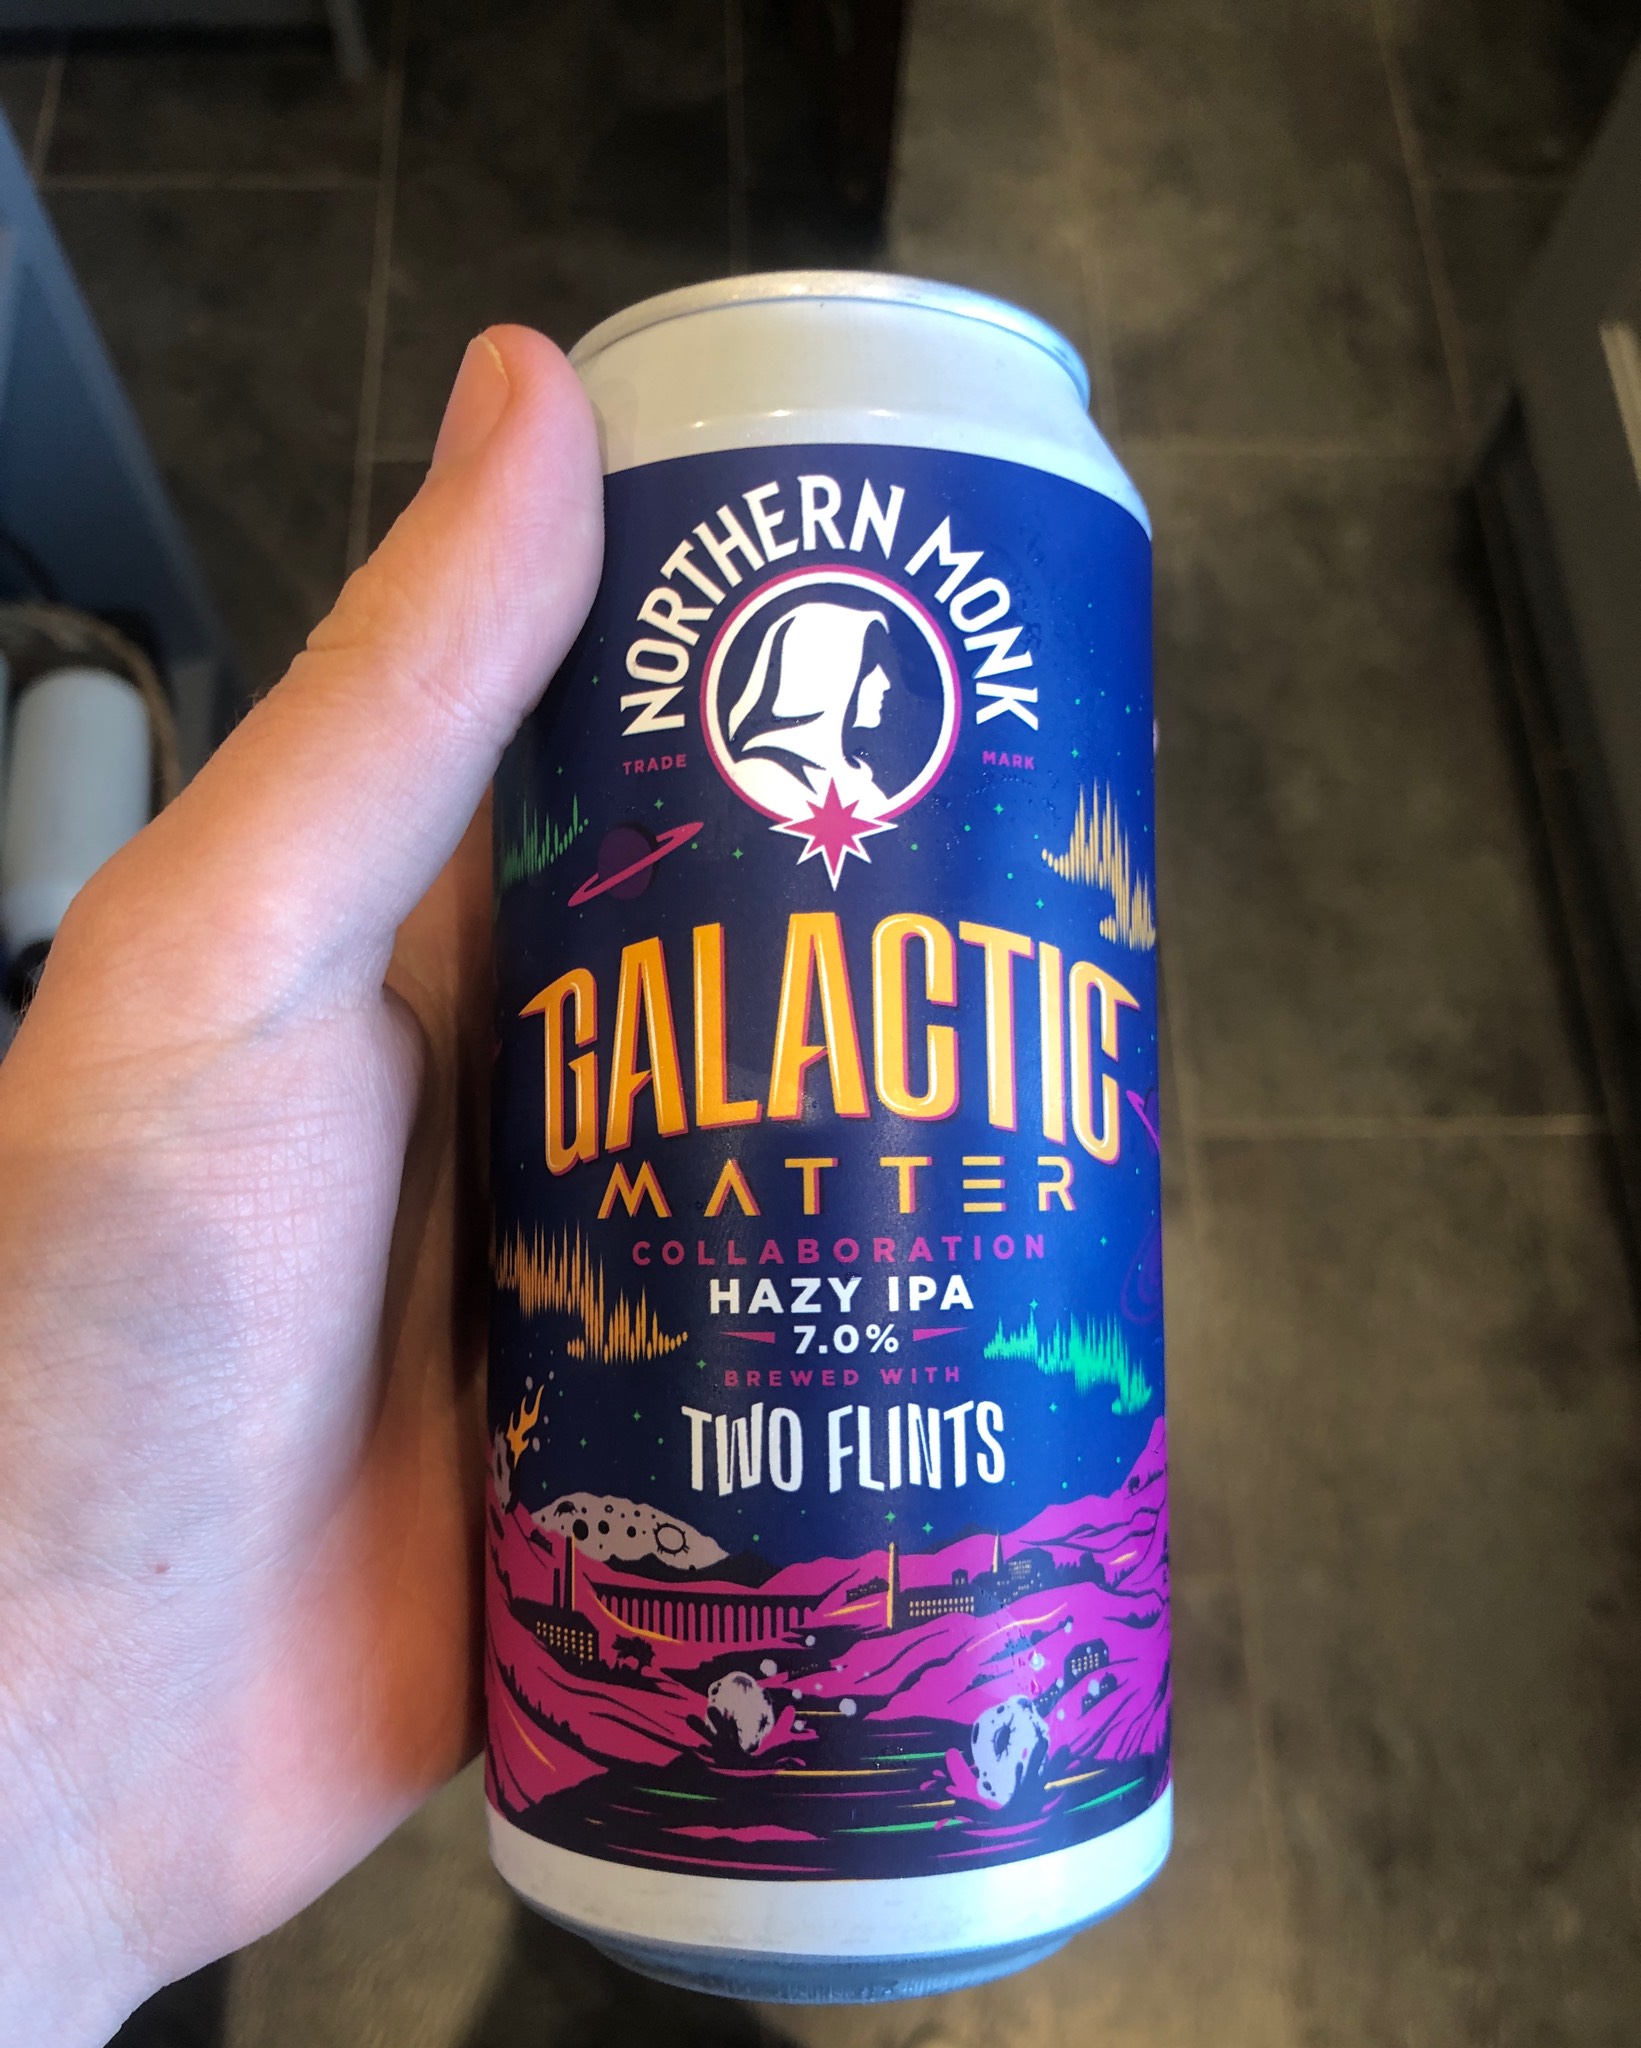 NORTHERN MONK
TRADE MARK
GALACTIC
MATTER
COLLABORATION
HAZY IPA
7.0%
BREWED WITH
TWO FLINTS